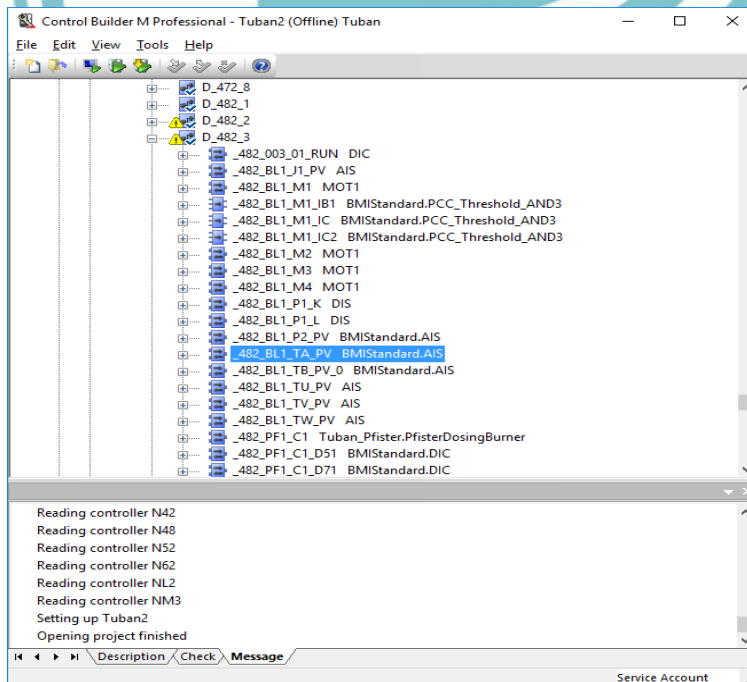 Control Builder M Professional - Tuban2 (Offline) Tuban
File Edit View Tools Help
D_472_8
D_482_1
D_482_2
D_482_3
_482_003_01_RUN DIC
_482_BL1_J1_PV AIS
_482_BL1_M1 MOT1
_482_BL1_M1_IB1 BMIStandard.PCC_Threshold_AND3
_482_BL1_M1_IC BMIStandard.PCC_Threshold_AND3
_482_BL1_M1_IC2 BMIStandard.PCC_Threshold_AND3
_482_BL1_M2 MOT1
_482_BL1_M3 MOT1
_482_BL1_M4 MOT1
_482_BL1_P1_K DIS
_482_BL1_P1_L DIS
_482_BL1_P2_PV BMIStandard.AIS
_482_BL1_TA_PV BMIStandard.AIS
_482_BL1_TB_PV_0 BMIStandard.AIS
_482_BL1_TU_PV AIS
_482_BL1_TV_PV AIS
_482_BL1_TW_PV AIS
_482_PF1_C1 Tuban_Pfister.PfisterDosingBurner
_482_PF1_C1_D51 BMIStandard.DIC
_482_PF1_C1_D71 BMIStandard.DIC
Reading controller N42
Reading controller N48
Reading controller N52
Reading controller N62
Reading controller NL2
Reading controller NM3
Setting up Tuban2
Opening project finished
Description Check Message
Service Account